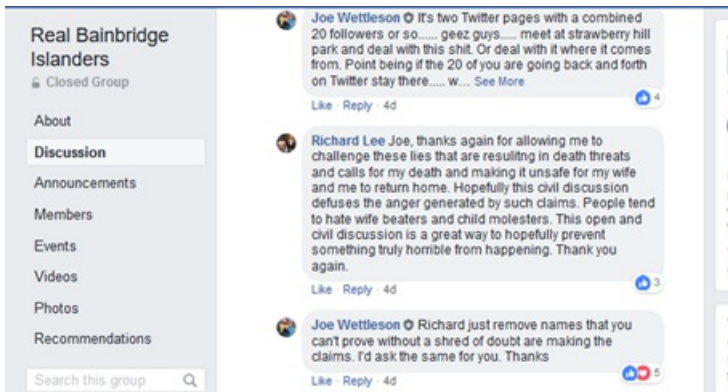 Real Bainbridge
Islanders
Closed Group
About
Discussion
Announcements
Members
Events
Videos
Photos
Recommendations
Search this group
Joe Wettleson It's two Twitter pages with a combined
20 followers or so...... geez guys...... meet at strawberry hill
park and deal with this shit. Or deal with it where it comes
from. Point being if the 20 of you are going back and forth
on Twitter stay there..... w... See More
Like · Reply · 4d
4
Richard Lee Joe, thanks again for allowing me to
challenge these lies that are resulitng in death threats
and calls for my death and making it unsafe for my wife
and me to return home. Hopefully this civil discussion
defuses the anger generated by such claims. People tend
to hate wife beaters and child molesters. This open and
civil discussion is a great way to hopefully prevent
something truly horrible from happening. Thank you
again.
Like · Reply · 4d
3
Joe Wettleson Richard just remove names that you
can't prove without a shred of doubt are making the
claims. I'd ask the same for you. Thanks
Like · Reply · 4d
5